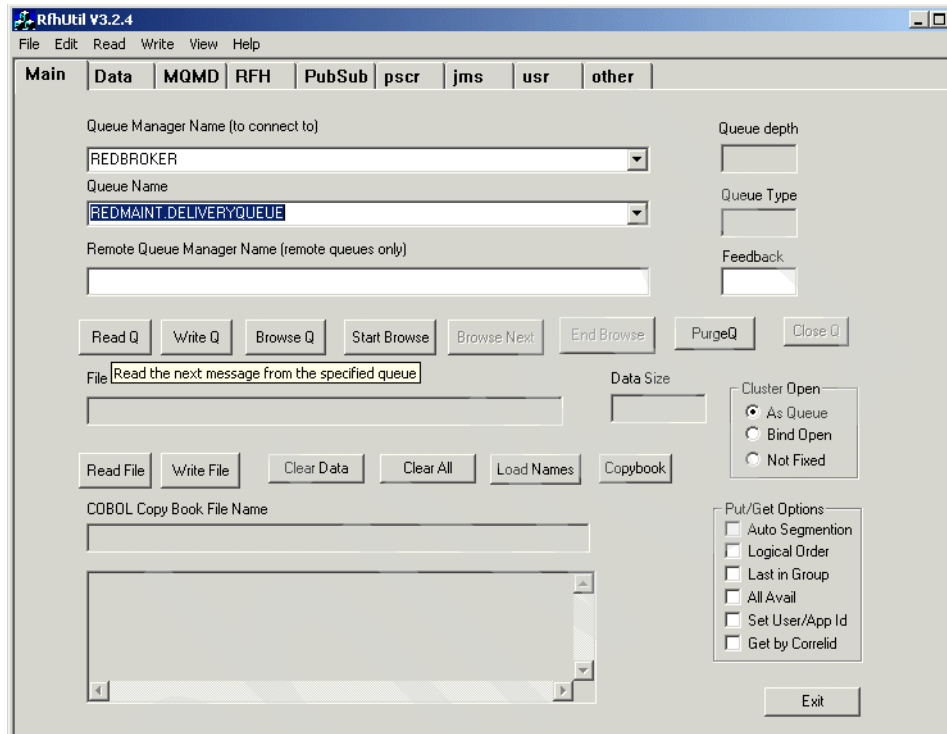 RfhUtil V3.2.4
File Edit Read Write View Help
Main Data MQMD RFH PubSub pscr jms usr other
Queue Manager Name (to connect to)
Queue depth
REDBROKER
Queue Name
Queue Type
REDMAINT.DELIVERYQUEUE
Remote Queue Manager Name (remote queues only)
Feedback
Read Q Write Q Browse Q Start Browse Browse Next End Browse PurgeQ Close Q
File Read the next message from the specified queue
Data Size
Cluster Open
As Queue
Bind Open
Not Fixed
Read File Write File Clear Data Clear All Load Names Copybook
COBOL Copy Book File Name
Put/Get Options
Auto Segmention
Logical Order
Last in Group
All Avail
Set User/App Id
Get by Correlid
Exit